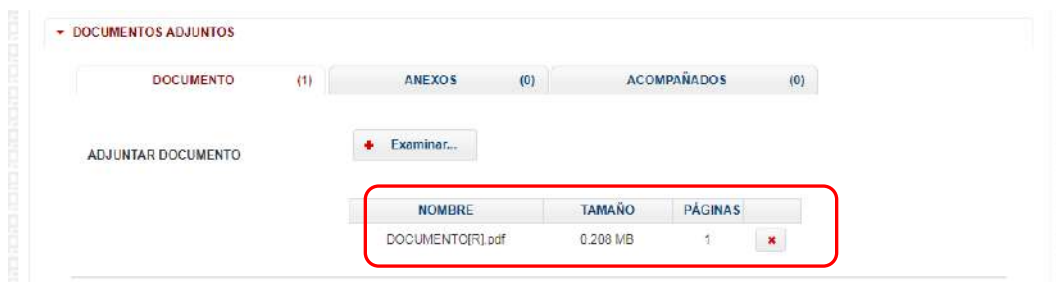 DOCUMENTOS ADJUNTOS
DOCUMENTO (1) ANEXOS (0) ACOMPAÑADOS (0)
ADJUNTAR DOCUMENTO
Examinar...
NOMBRE TAMAÑO PÁGINAS
DOCUMENTO[R].pdf 0.208 MB 1